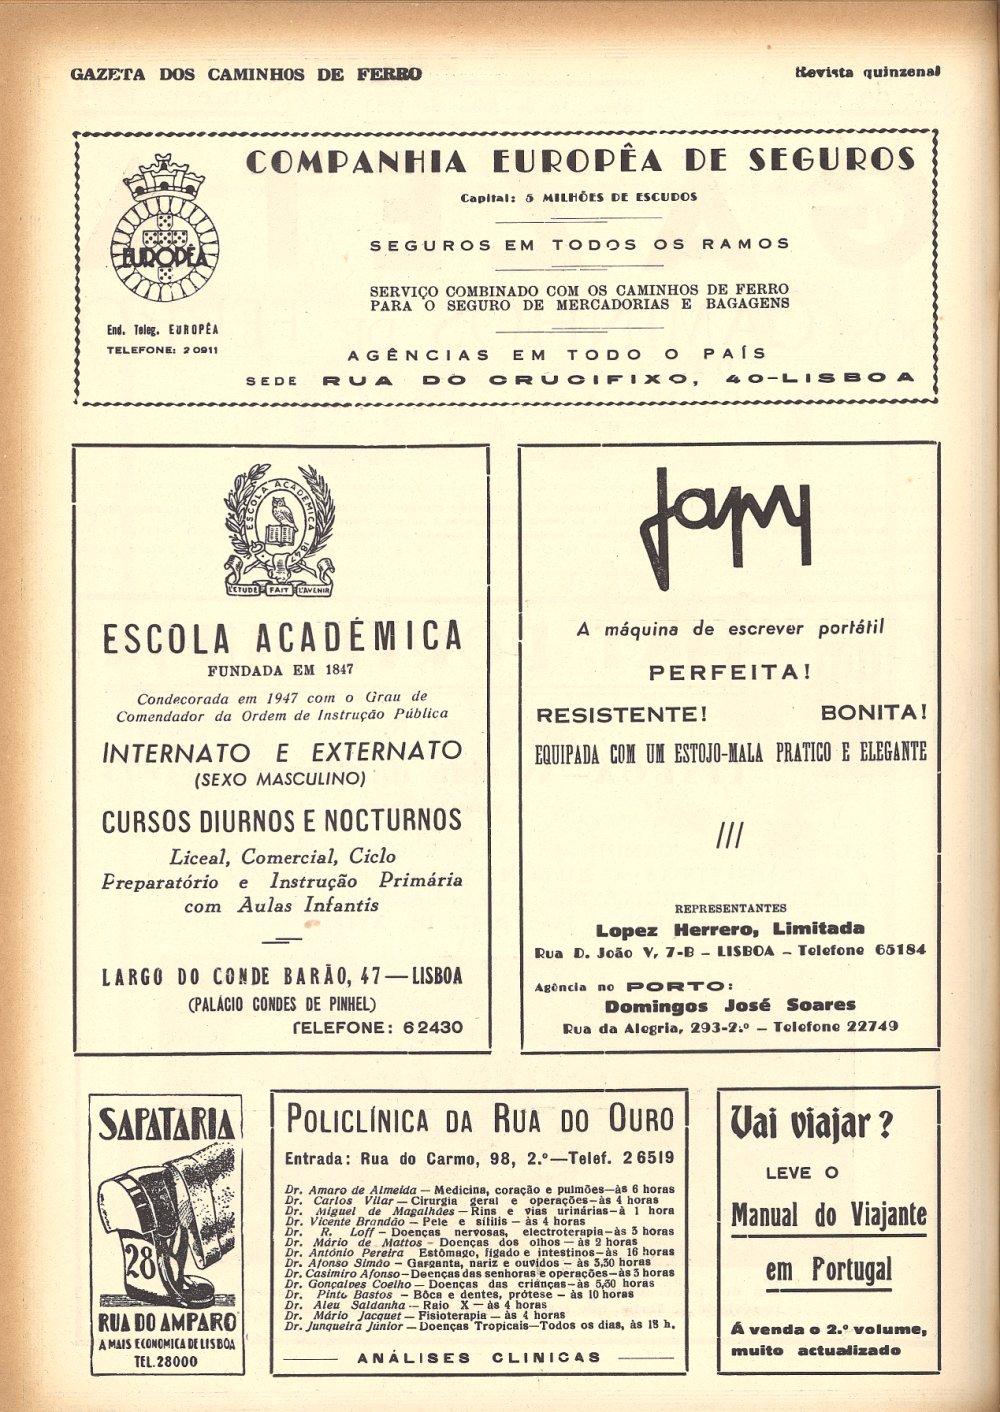 GAZETA DOS CAMINHOS DE FERRO
Revista quinzenal
COMPANHIA EUROPÊA DE SEGUROS
Capital: 5 MILHÕES DE ESCUDOS
SEGUROS EM TODOS OS RAMOS
SERVIÇO COMBINADO COM OS CAMINHOS DE FERRO
PARA O SEGURO DE MERCADORIAS E BAGAGENS
EUROPÊA
End. Teleg. EUROPÊA
TELEFONE: 20911
AGÊNCIAS EM TODO O PAÍS
SEDE RUA DO CRUCIFIXO, 40-LISBOA
ESCOLA ACADÉMICA 1847
L'ETUDE FAIT L'AVENIR
ESCOLA ACADÉMICA
FUNDADA EM 1847
Condecorada em 1947 com o Grau de
Comendador da Ordem de Instrução Pública
INTERNATO E EXTERNATO
(SEXO MASCULINO)
CURSOS DIURNOS E NOCTURNOS
Liceal, Comercial, Ciclo
Preparatório e Instrução Primária
com Aulas Infantis
LARGO DO CONDE BARÃO, 47—LISBOA
(PALÁCIO CONDES DE PINHEL)
TELEFONE: 62430
Japy
A máquina de escrever portátil
PERFEITA!
RESISTENTE! BONITA!
EQUIPADA COM UM ESTOJO-MALA PRATICO E ELEGANTE
///
REPRESENTANTES
Lopez Herrero, Limitada
Rua D. João V, 7-B – LISBOA – Telefone 65184
Agência no PORTO:
Domingos José Soares
Rua da Alegria, 293-2.º – Telefone 22749
SAPATARIA
28
RUA DO AMPARO
A MAIS ECONOMICA DE LISBOA
TEL. 28000
POLICLÍNICA DA RUA DO OURO
Entrada: Rua do Carmo, 98, 2.º—Telef. 26519
Dr. Amaro de Almeida — Medicina, coração e pulmões—às 6 horas
Dr. Carlos Vilar — Cirurgia geral e operações—às 4 horas
Dr. Miguel de Magalhães — Rins e vias urinárias—à 1 hora
Dr. Vicente Brandão — Pele e sífilis — às 4 horas
Dr. R. Loff — Doenças nervosas, electroterapia—às 3 horas
Dr. Mário de Mattos - Doenças dos olhos — às 2 horas
Dr. António Pereira Estômago, fígado e intestinos—às 16 horas
Dr. Afonso Simão — Garganta, nariz e ouvidos — às 3,30 horas
Dr. Casimiro Afonso—Doenças das senhoras e operações—às 3 horas
Dr. Gonçalves Coelho — Doenças das crianças—às 5,30 horas
Dr. Pinto Bastos — Bôca e dentes, prótese — às 10 horas
Dr. Aleu Saldanha — Raio X — às 4 horas
Dr. Mário Jacquet — Fisioterapia — às 4 horas
Dr. Junqueira Júnior — Doenças Tropicais—Todos os dias, às 18 h.
ANÁLISES CLINICAS
Vai viajar?
LEVE O
Manual do Viajante
em Portugal
Á venda o 2.º volume,
muito actualizado